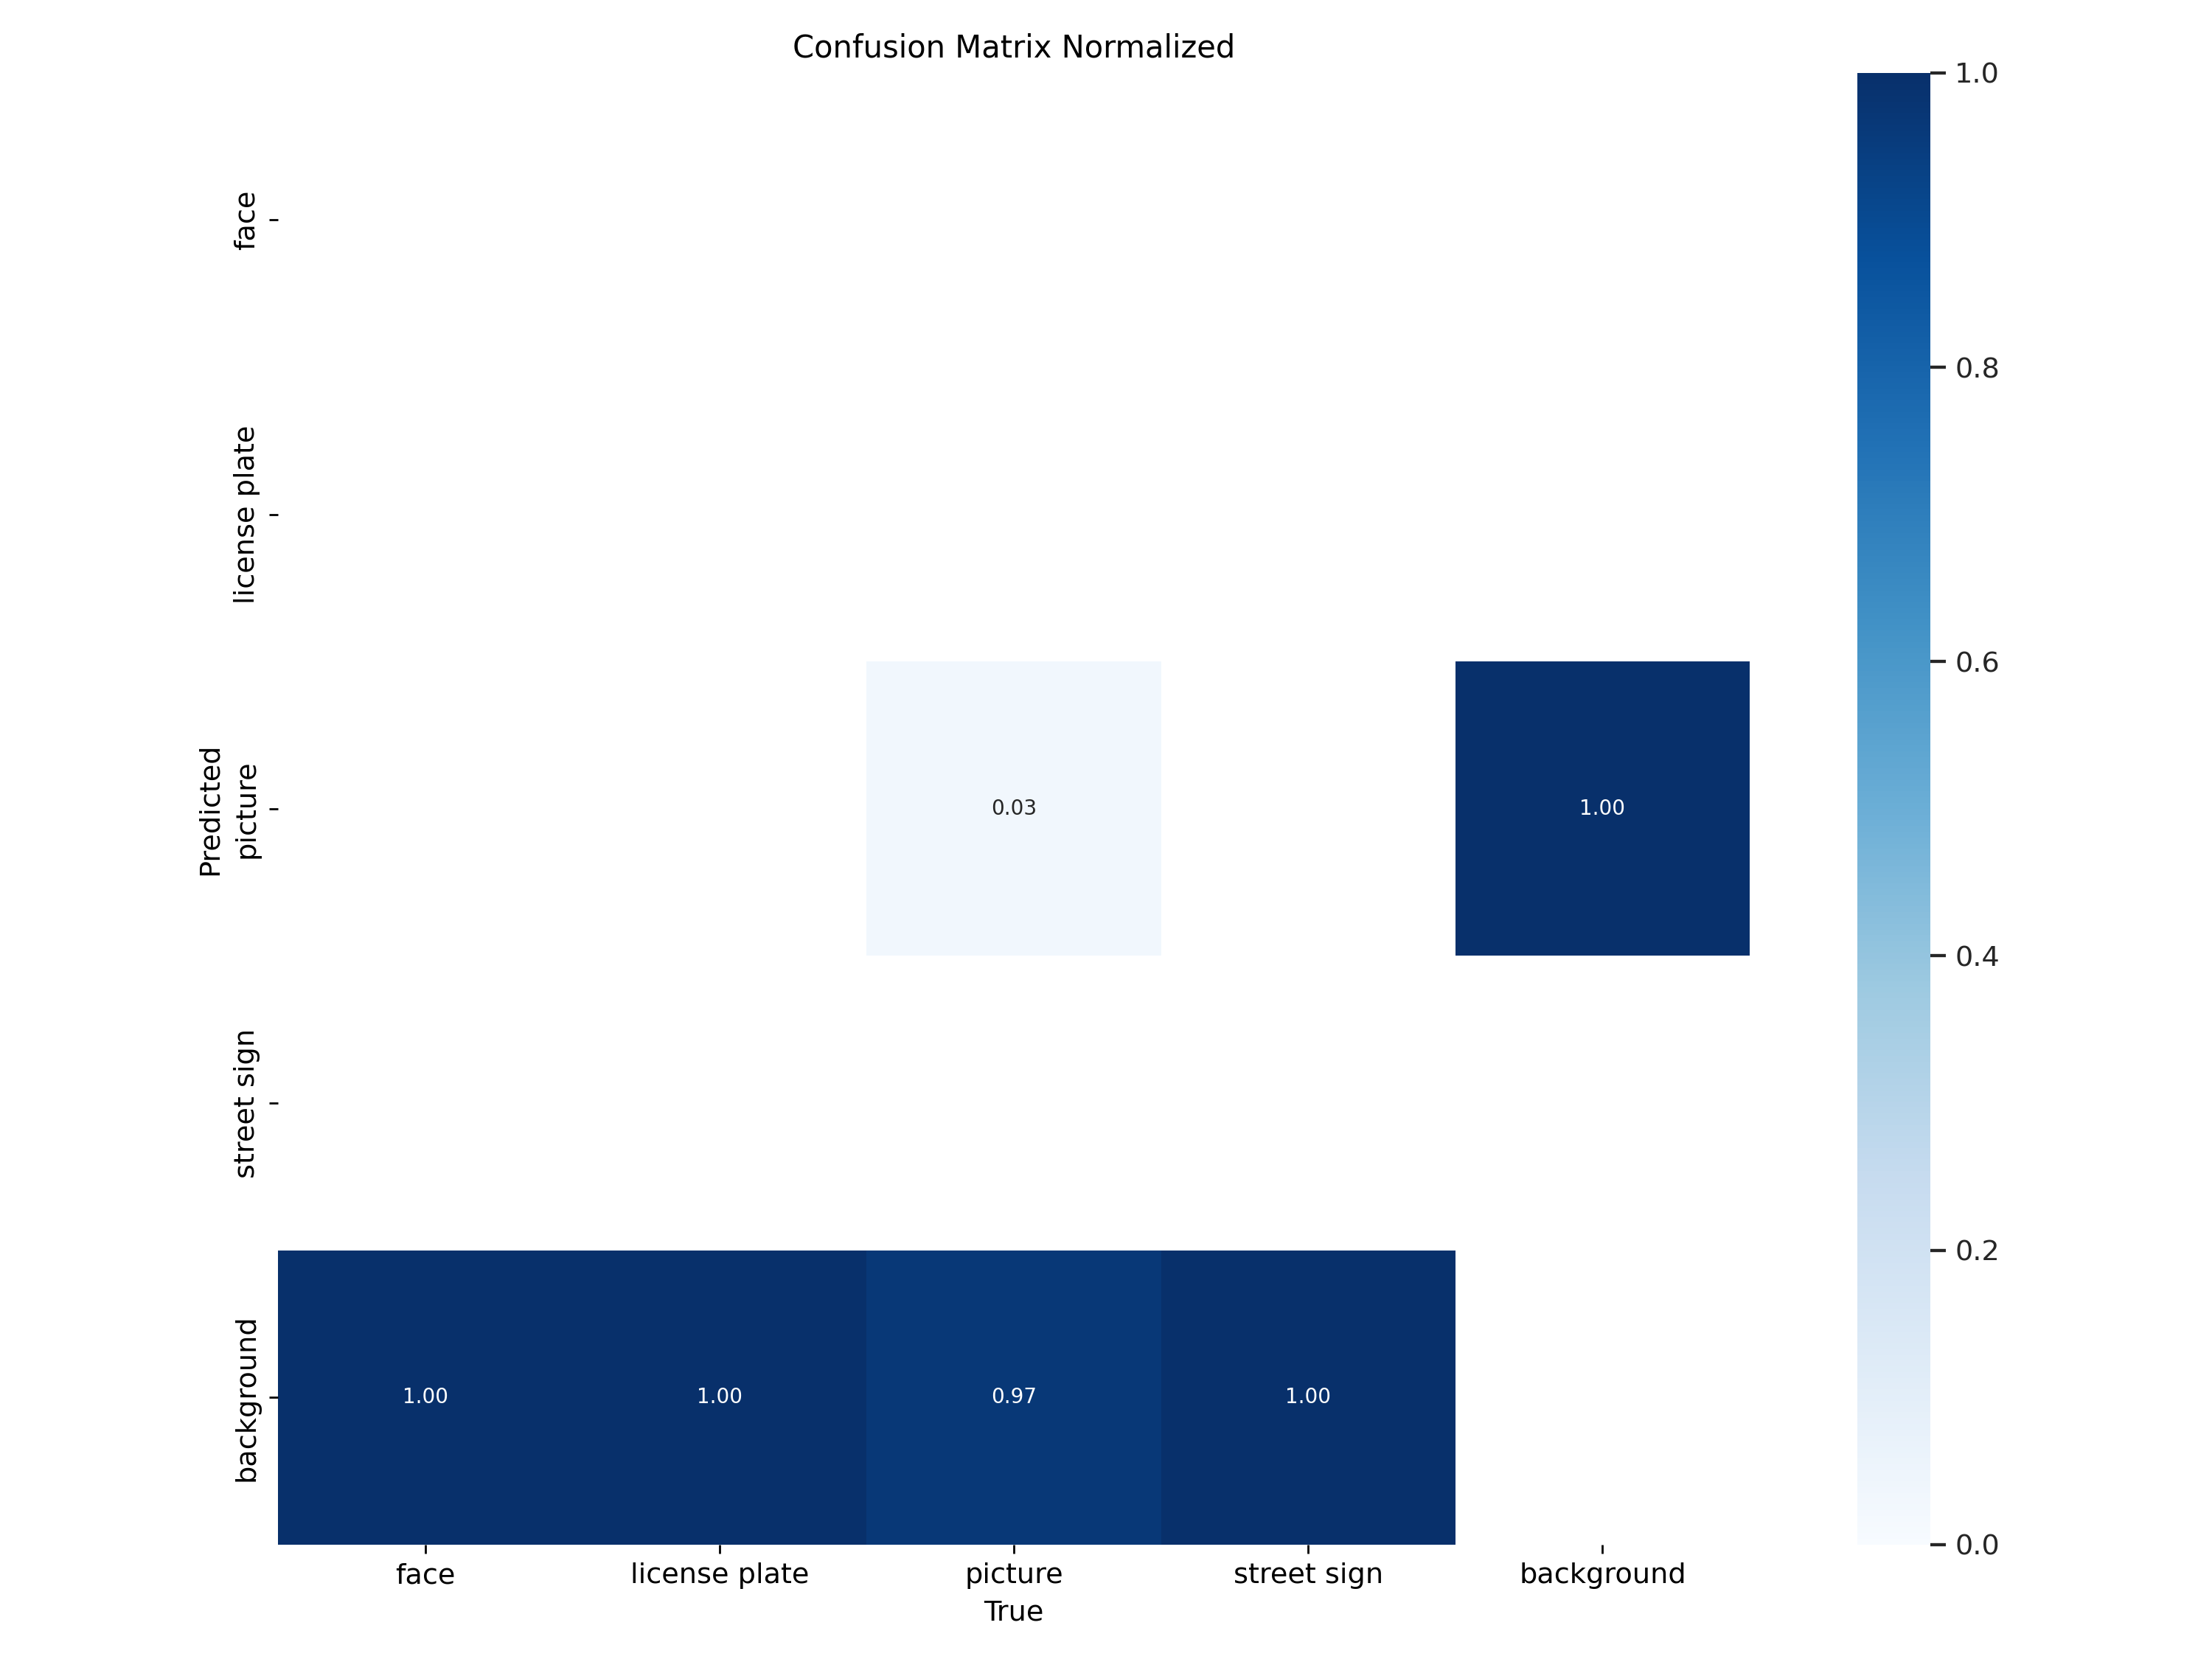 Confusion Matrix Normalized
face
license plate
picture
street sign
background
Predicted
0.03
1.00
1.00
1.00
0.97
1.00
face
license plate
picture
street sign
background
True
1.0
0.8
0.6
0.4
0.2
0.0